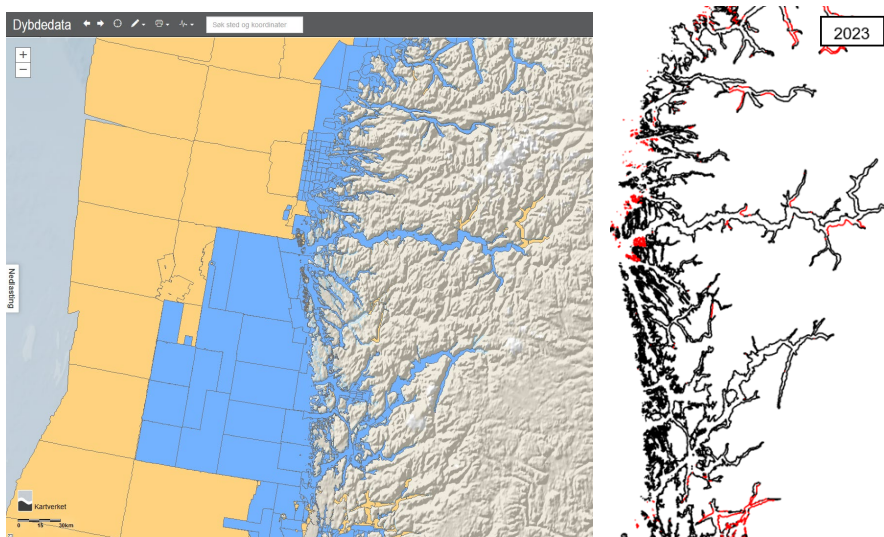 Dybdedata
Søk sted og koordinater
2023
+
−
Nedlasting
Kartverket
0 15 30km